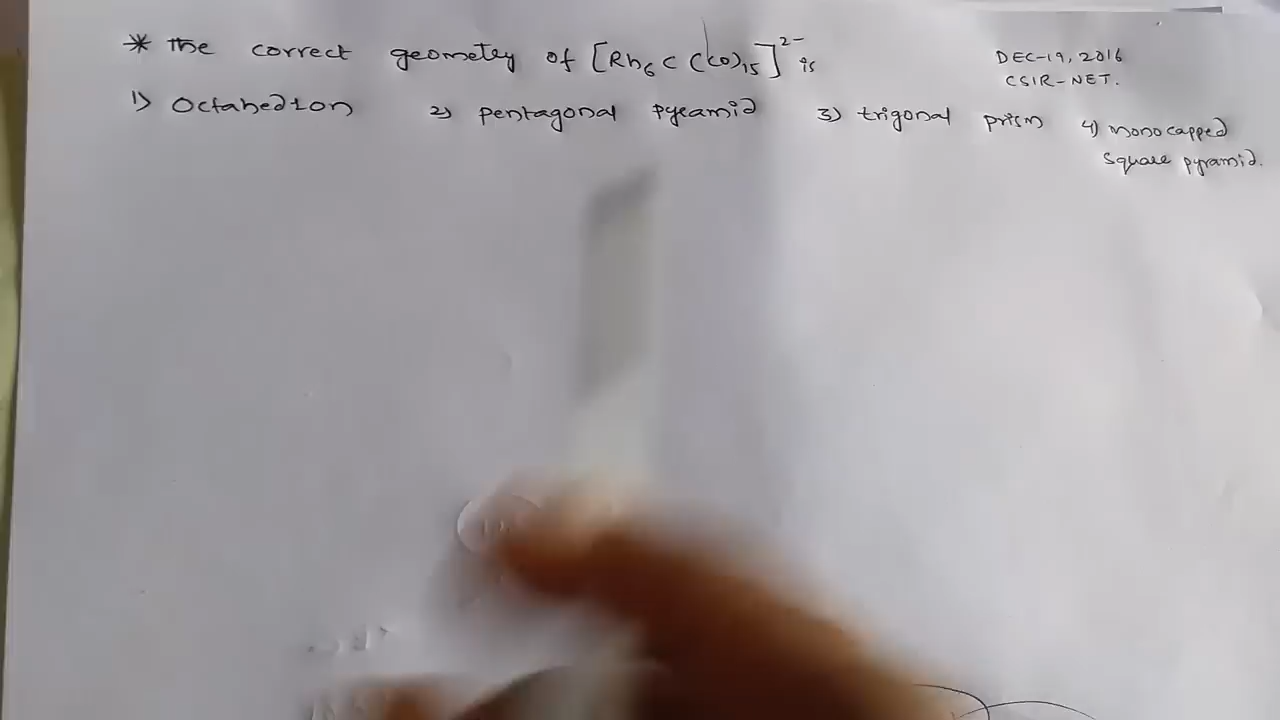 * The correct geometry of [Rh6C(CO)15]2- is
DEC-19, 2016
CSIR-NET.
1) Octahedron 2) pentagonal pyramid 3) trigonal prism 4) monocapped
square pyramid.